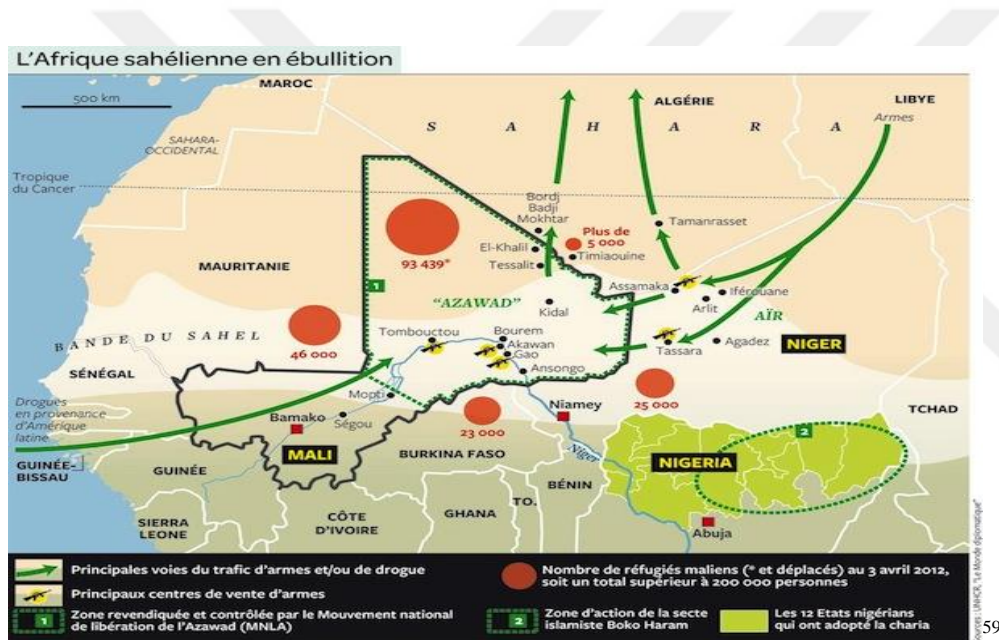 L'Afrique sahélienne en ébullition
500 km
MAROC
ALGÉRIE
LIBYE
Armes
SAHARA-
OCCIDENTAL
S A H A R A
Tropique
du Cancer
Bordj
Badji
Mokhtar
Tamanrasset
Plus de
5 000
El-Khalil
Timiaouine
93 439*
Tessalit
MAURITANIE
1
Assamaka
Iférouane
Arlit
"AZAWAD"
Kidal
AÏR
BANDE DU SAHEL
46 000
Tombouctou
Bourem
Akawan
Gao
Tassara
Agadez
NIGER
SÉNÉGAL
Ansongo
Mopti
25 000
TCHAD
Drogues
en provenance
d'Amérique
latine
Bamako
Ségou
23 000
Niamey
2
MALI
BURKINA FASO
Niger
NIGERIA
GUINÉE-
BISSAU
GUINÉE
BÉNIN
TO.
GHANA
CÔTE
D'IVOIRE
SIERRA
LEONE
Abuja
Principales voies du trafic d'armes et/ou de drogue
Principaux centres de vente d'armes
1
Zone revendiquée et contrôlée par le Mouvement national
de libération de l'Azawad (MNLA)
Nombre de réfugiés maliens (* et déplacés) au 3 avril 2012,
soit un total supérieur à 200 000 personnes
2
Zone d'action de la secte
islamiste Boko Haram
Les 12 Etats nigérians
qui ont adopté la charia
Sources : UNHCR, "Le Monde diplomatique"
59